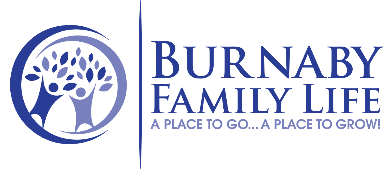 BURNABY
FAMILY LIFE
A PLACE TO GO... A PLACE TO GROW!